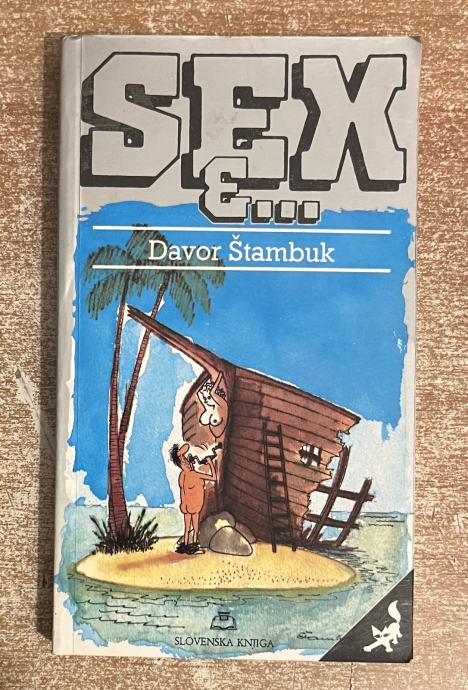 SEX
&...
Davor Štambuk
SLOVENSKA KNJIGA